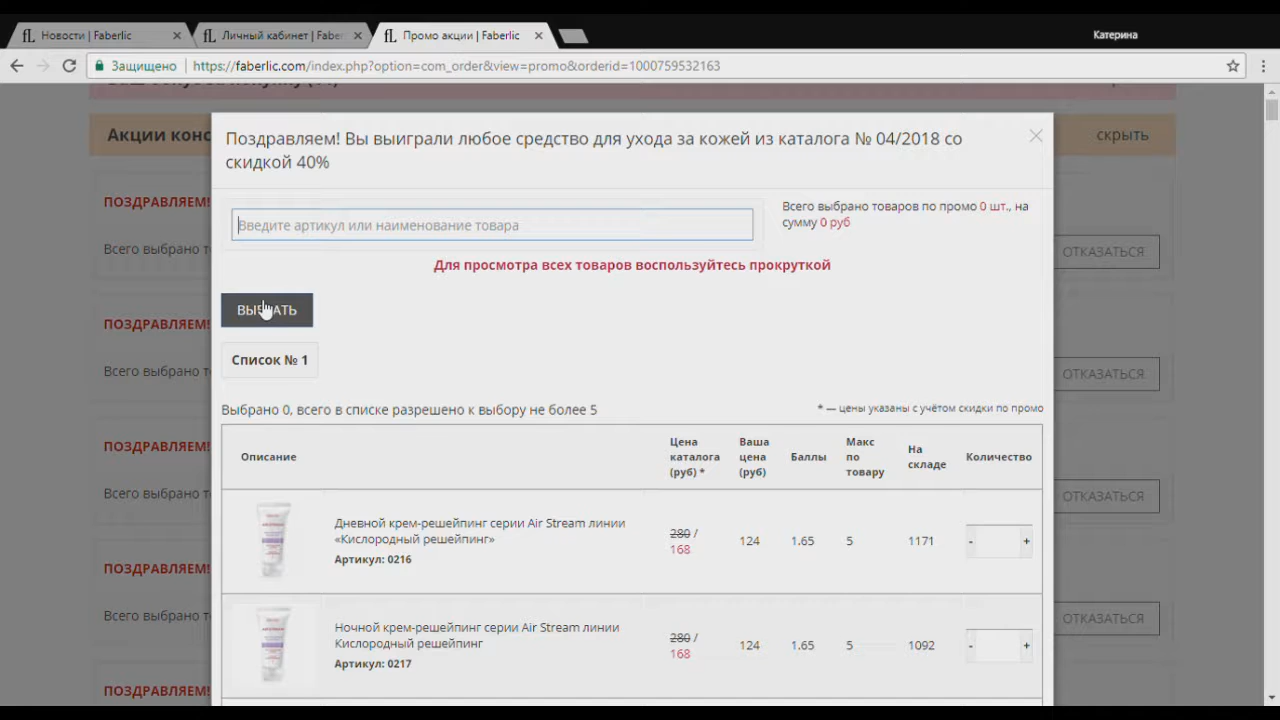 Новости | Faberlic
Личный кабинет | Faber
Промо акции | Faberlic
Катерина
Защищено
https://faberlic.com/index.php?option=com_order&view=promo&orderid=1000759532163
Акции конс
скрыть
Поздравляем! Вы выиграли любое средство для ухода за кожей из каталога № 04/2018 со
скидкой 40%
ПОЗДРАВЛЯЕМ!
Введите артикул или наименование товара
Всего выбрано товаров по промо 0 шт., на
сумму 0 руб
Всего выбрано т
ОТКАЗАТЬСЯ
Для просмотра всех товаров воспользуйтесь прокруткой
ПОЗДРАВЛЯЕМ!
Список № 1
Всего выбрано т
ОТКАЗАТЬСЯ
Выбрано 0, всего в списке разрешено к выбору не более 5
* — цены указаны с учётом скидки по промо
ПОЗДРАВЛЯЕМ!
Описание
Цена
каталога
(руб) *
Ваша
цена
(руб)
Баллы
Макс
по
товару
На
складе
Количество
Всего выбрано т
ОТКАЗАТЬСЯ
Дневной крем-решейпинг серии Air Stream линии
«Кислородный решейпинг»
Артикул: 0216
280 /
168
124
1.65
5
1171
- +
ПОЗДРАВЛЯЕМ!
Всего выбрано т
ОТКАЗАТЬСЯ
Ночной крем-решейпинг серии Air Stream линии
Кислородный решейпинг
Артикул: 0217
280 /
168
124
1.65
5
1092
- +
ПОЗДРАВЛЯЕМ!